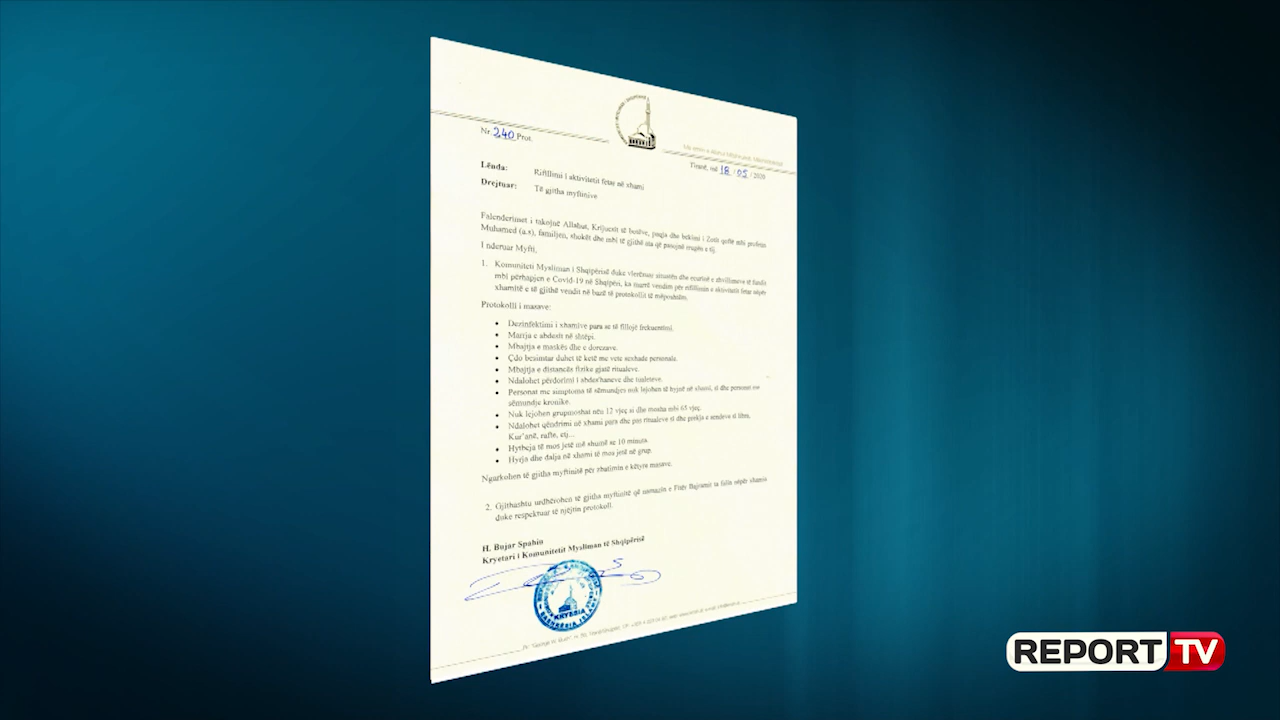 Nr. 240 Prot.
Tiranë, më 18 / 05 / 2020
Lënda: Rifillimi i aktivitetit fetar në xhami
Drejtuar: Të gjitha myftinive
Falenderimet i takojnë Allahut, Krijuesit të botëve, paqja dhe bekimi i Zotit qoftë mbi profetin
Muhamed (a.s), familjen, shokët dhe mbi të gjithë ata që pasojnë rrugën e tij.
I nderuar Myfti,
1. Komuniteti Mysliman i Shqipërisë duke vlerësuar situatën dhe ecurinë e zhvillimeve të fundit
mbi përhapjen e Covid-19 në Shqipëri, ka marrë vendim për rifillimin e aktivitetit fetar nëpër
xhamitë e të gjithë vendit në bazë të protokollit të mëposhtëm.
Protokolli i masave:
• Dezinfektimi i xhamive para se të fillojë frekuentimi.
• Marrja e abdesit në shtëpi.
• Mbajtja e maskës dhe e dorezave.
• Çdo besimtar duhet të ketë me vete sexhade personale.
• Mbajtja e distancës fizike gjatë ritualeve.
• Ndalohet përdorimi i abdes'haneve dhe tualeteve.
• Personat me simptoma të sëmundjes nuk lejohen të hyjnë në xhami, si dhe personat me
sëmundje kronike.
• Nuk lejohen grupmoshat nën 12 vjeç si dhe mosha mbi 65 vjeç.
• Ndalohet qëndrimi në xhami para dhe pas ritualeve si dhe prekja e sendeve si libra,
Kur'anë, rafte, etj...
• Hytbeja të mos jetë më shumë se 10 minuta.
• Hyrja dhe dalja në xhami të mos jetë në grup.
Ngarkohen të gjitha myftinitë për zbatimin e këtyre masave.
2. Gjithashtu urdhërohen të gjitha myftinitë që namazin e Fitër Bajramit ta falin nëpër xhamia
duke respektuar të njëjtin protokoll.
H. Bujar Spahiu
Kryetari i Komunitetit Mysliman të Shqipërisë
KRYESIA
REPORT TV